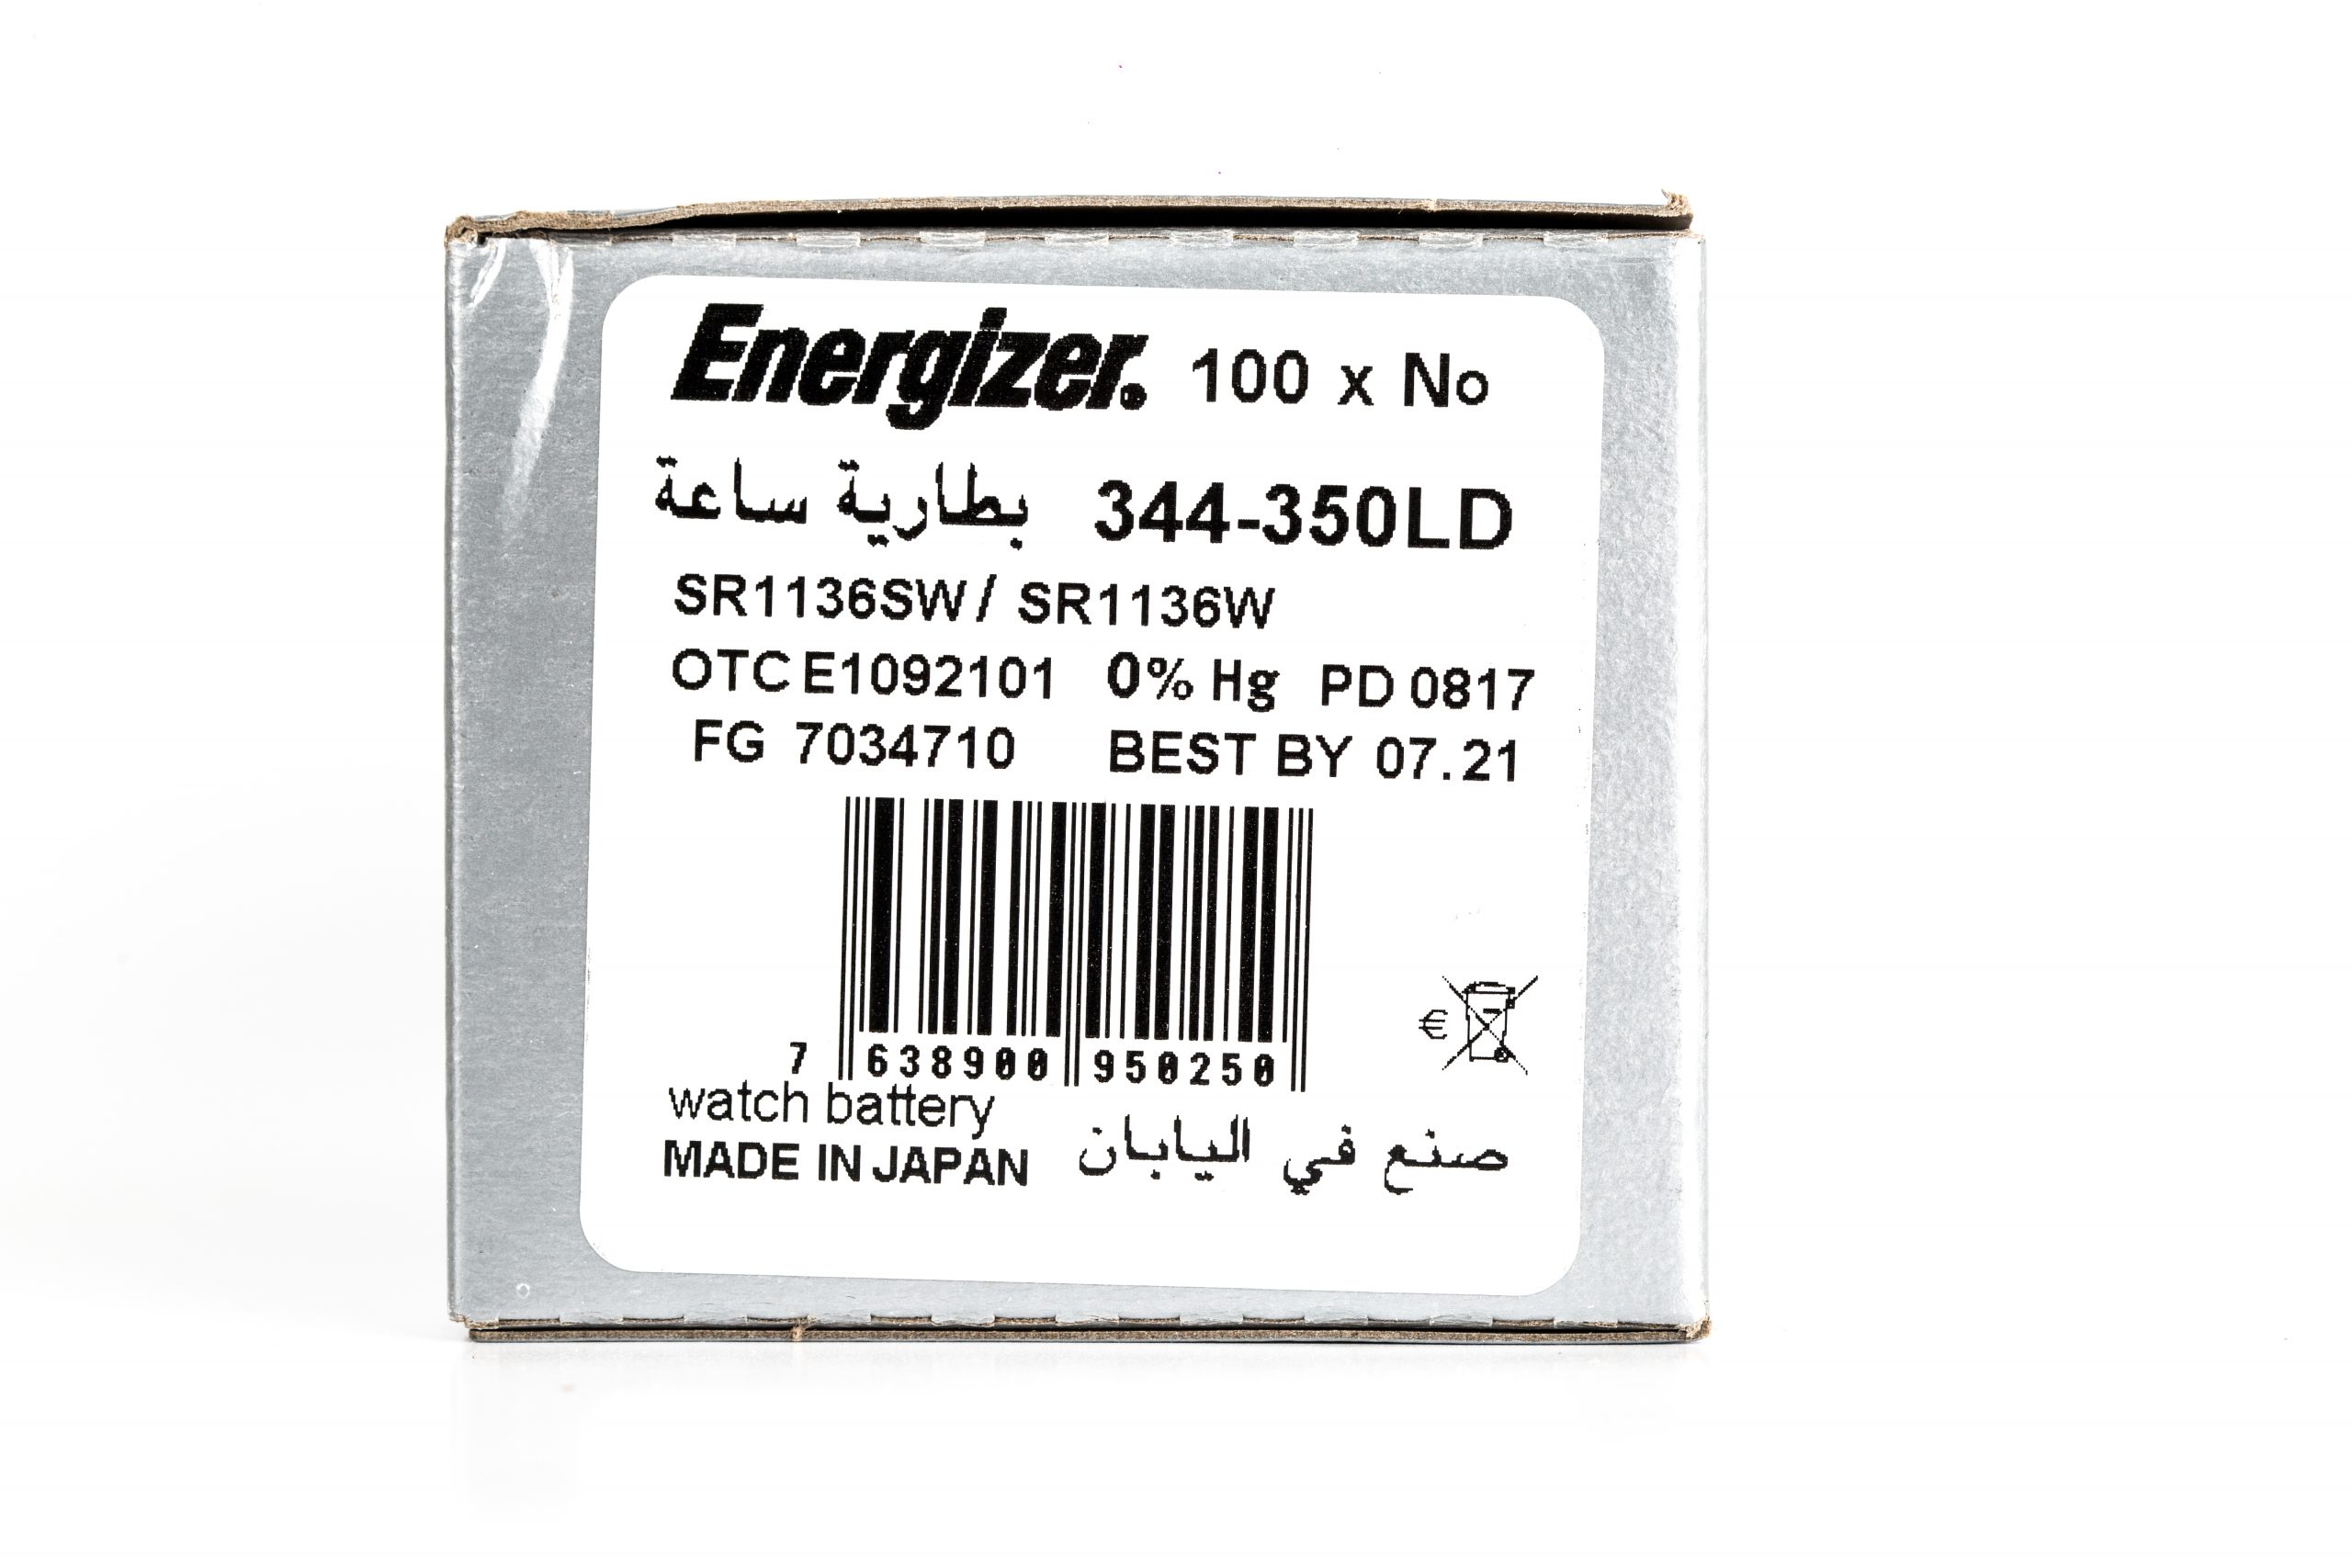 Energizer® 100 x No
بطارية ساعة 344-350LD
SR1136SW/ SR1136W
OTC E1092101 0% Hg PD 0817
FG 7034710 BEST BY 07.21
€
7 638900 950250
watch battery
MADE IN JAPAN صنع في اليابان